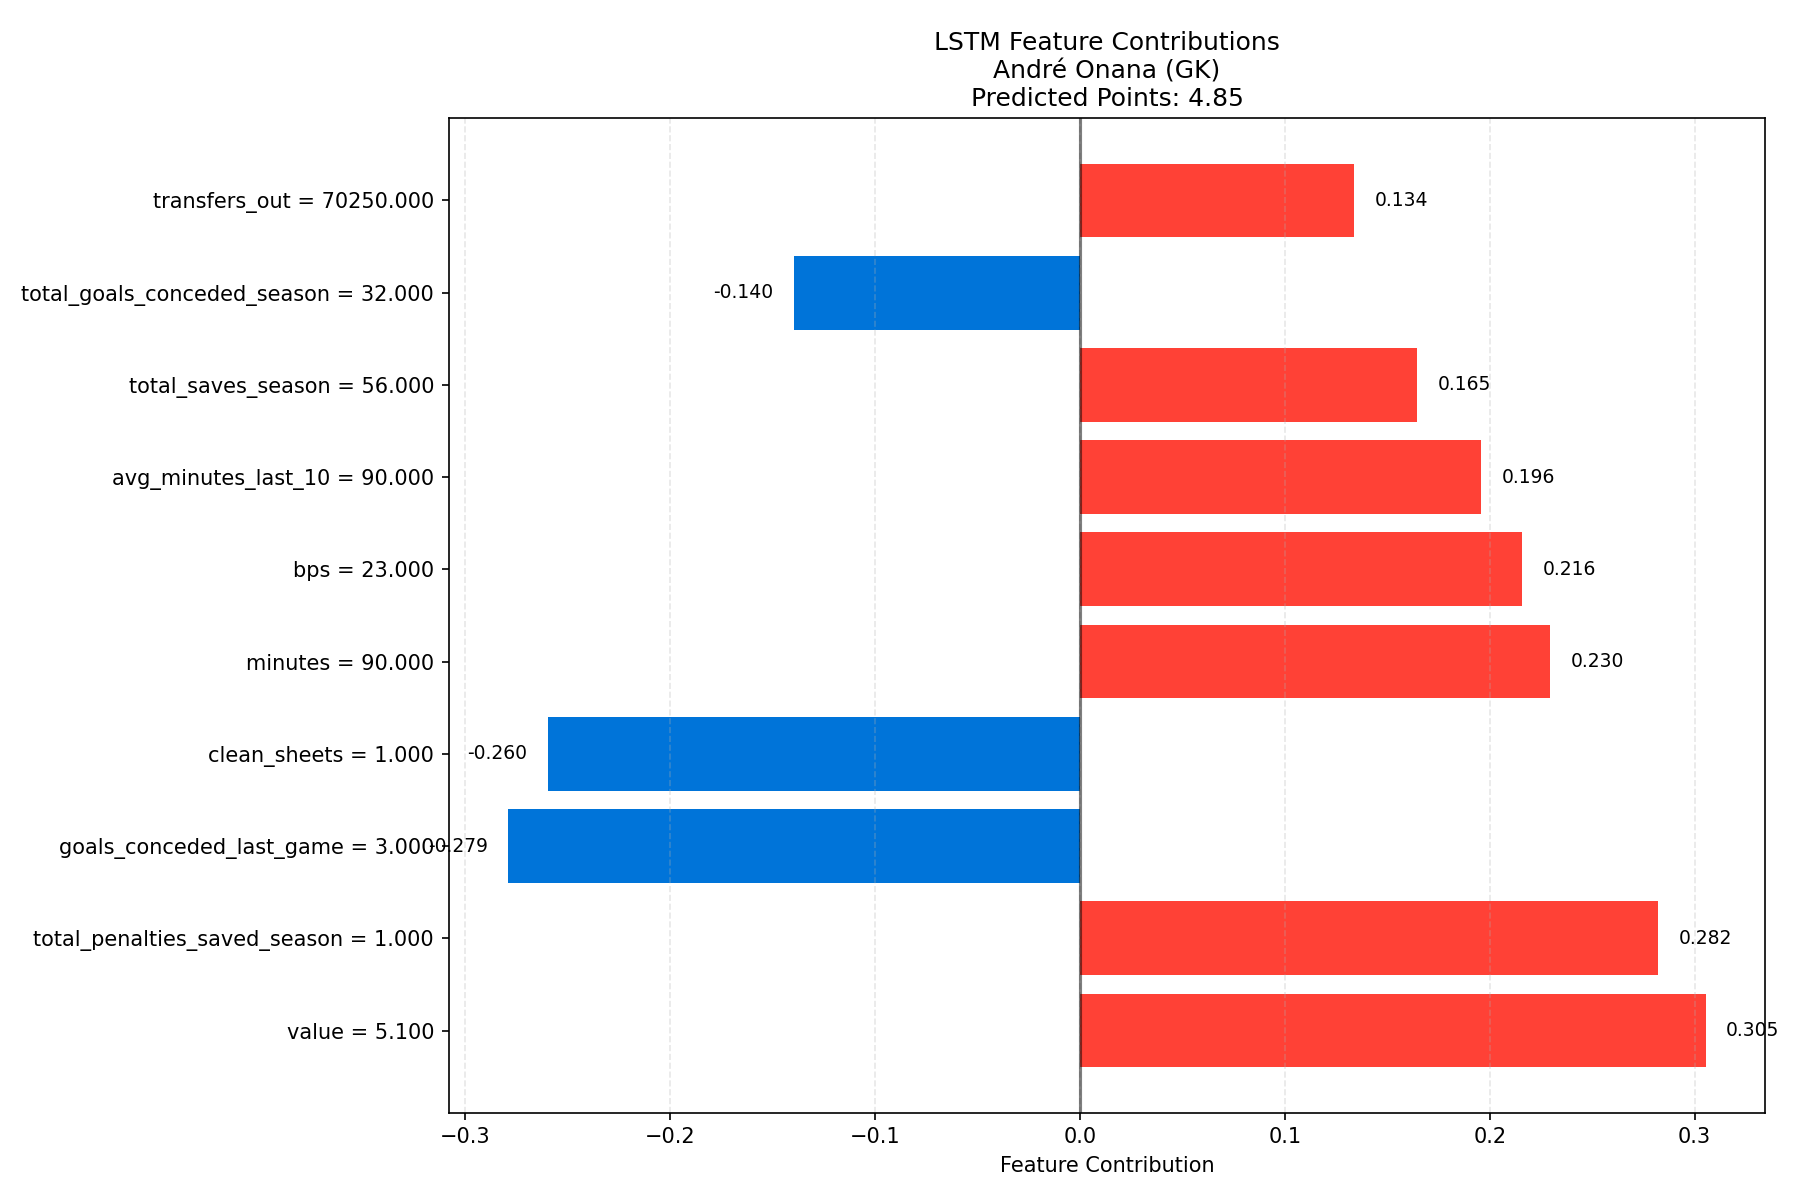 LSTM Feature Contributions
André Onana (GK)
Predicted Points: 4.85
transfers_out = 70250.000
0.134
total_goals_conceded_season = 32.000
-0.140
total_saves_season = 56.000
0.165
avg_minutes_last_10 = 90.000
0.196
bps = 23.000
0.216
minutes = 90.000
0.230
clean_sheets = 1.000
-0.260
goals_conceded_last_game = 3.000
-0.279
total_penalties_saved_season = 1.000
0.282
value = 5.100
0.305
−0.3 −0.2 −0.1 0.0 0.1 0.2 0.3
Feature Contribution